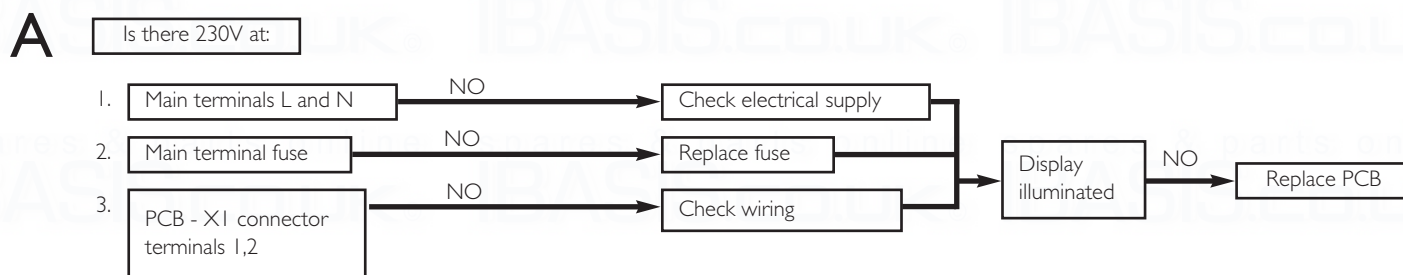 A
Is there 230V at:
1. Main terminals L and N NO Check electrical supply
2. Main terminal fuse NO Replace fuse
Display
illuminated NO Replace PCB
3. PCB - X1 connector
terminals 1,2 NO Check wiring